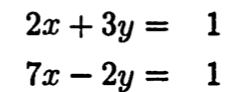 2x + 3y = 1
7x − 2y = 1